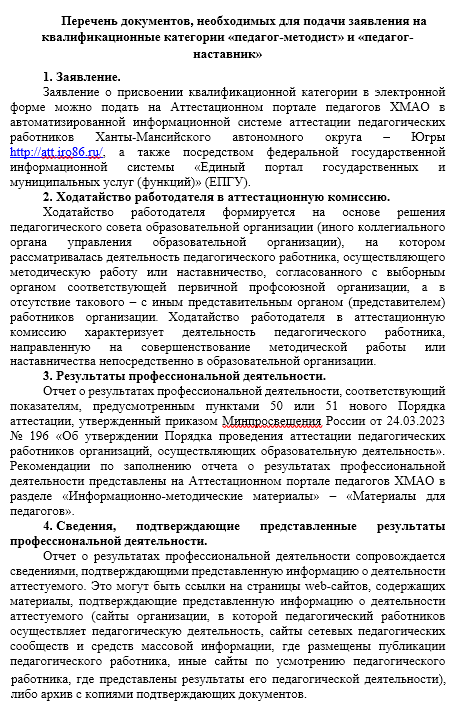 Перечень документов, необходимых для подачи заявления на
квалификационные категории «педагог-методист» и «педагог-
наставник»
1. Заявление.
Заявление о присвоении квалификационной категории в электронной
форме можно подать на Аттестационном портале педагогов ХМАО в
автоматизированной информационной системе аттестации педагогических
работников Ханты-Мансийского автономного округа – Югры
http://att.iro86.ru/, а также посредством федеральной государственной
информационной системы «Единый портал государственных и
муниципальных услуг (функций)» (ЕПГУ).
2. Ходатайство работодателя в аттестационную комиссию.
Ходатайство работодателя формируется на основе решения
педагогического совета образовательной организации (иного коллегиального
органа управления образовательной организации), на котором
рассматривалась деятельность педагогического работника, осуществляющего
методическую работу или наставничество, согласованного с выборным
органом соответствующей первичной профсоюзной организации, а в
отсутствие такового – с иным представительным органом (представителем)
работников организации. Ходатайство работодателя в аттестационную
комиссию характеризует деятельность педагогического работника,
направленную на совершенствование методической работы или
наставничества непосредственно в образовательной организации.
3. Результаты профессиональной деятельности.
Отчет о результатах профессиональной деятельности, соответствующий
показателям, предусмотренным пунктами 50 или 51 нового Порядка
аттестации, утвержденный приказом Минпросвещения России от 24.03.2023
№ 196 «Об утверждении Порядка проведения аттестации педагогических
работников организаций, осуществляющих образовательную деятельность».
Рекомендации по заполнению отчета о результатах профессиональной
деятельности представлены на Аттестационном портале педагогов ХМАО в
разделе «Информационно-методические материалы» – «Материалы для
педагогов».
4. Сведения, подтверждающие представленные результаты
профессиональной деятельности.
Отчет о результатах профессиональной деятельности сопровождается
сведениями, подтверждающими представленную информацию о деятельности
аттестуемого. Это могут быть ссылки на страницы web-сайтов, содержащих
материалы, подтверждающие представленную информацию о деятельности
аттестуемого (сайты организации, в которой педагогический работников
осуществляет педагогическую деятельность, сайты сетевых педагогических
сообществ и средств массовой информации, где размещены публикации
педагогического работника, иные сайты по усмотрению педагогического
работника, где представлены результаты его педагогической деятельности),
либо архив с копиями подтверждающих документов.